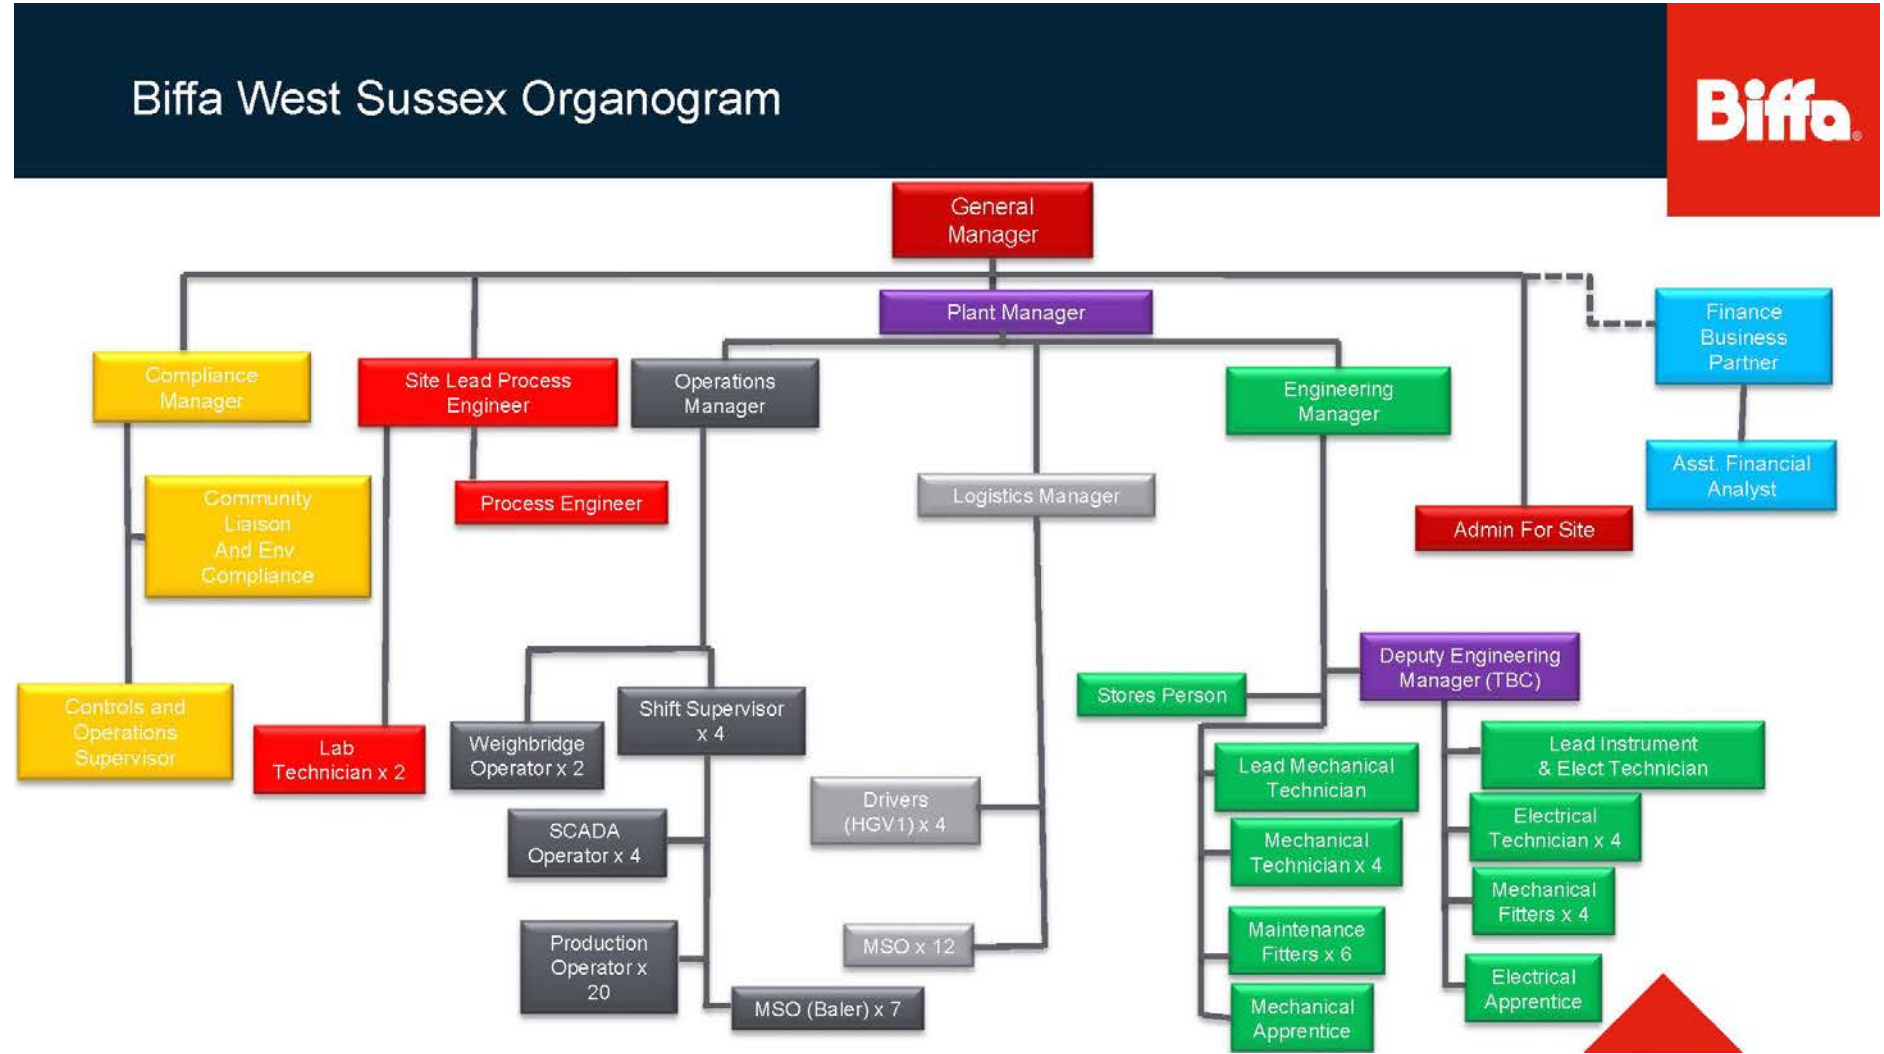 Biffa West Sussex Organogram
Biffa®
General
Manager
Plant Manager
Finance
Business
Partner
Compliance
Manager
Site Lead Process
Engineer
Operations
Manager
Engineering
Manager
Asst. Financial
Analyst
Community
Liaison
And Env.
Compliance
Process Engineer
Logistics Manager
Admin For Site
Deputy Engineering
Manager (TBC)
Stores Person
Controls and
Operations
Supervisor
Lab
Technician x 2
Weighbridge
Operator x 2
Shift Supervisor
x 4
Lead Mechanical
Technician
Lead Instrument
& Elect Technician
Drivers
(HGV1) x 4
SCADA
Operator x 4
Mechanical
Technician x 4
Electrical
Technician x 4
Mechanical
Fitters x 4
Production
Operator x
20
MSO x 12
Maintenance
Fitters x 6
Electrical
Apprentice
MSO (Baler) x 7
Mechanical
Apprentice